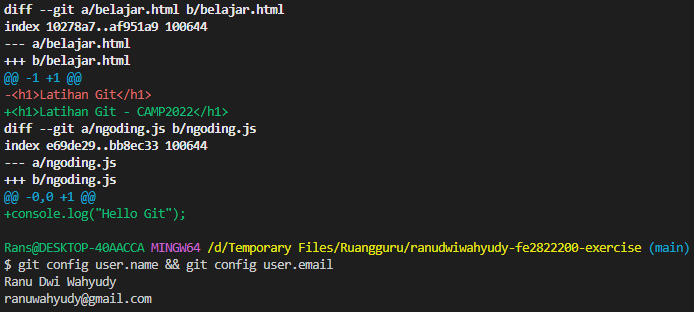 diff --git a/belajar.html b/belajar.html
index 10278a7..af951a9 100644
--- a/belajar.html
+++ b/belajar.html
@@ -1 +1 @@
-<h1>Latihan Git</h1>
+<h1>Latihan Git - CAMP2022</h1>
diff --git a/ngoding.js b/ngoding.js
index e69de29..bb8ec33 100644
--- a/ngoding.js
+++ b/ngoding.js
@@ -0,0 +1 @@
+console.log("Hello Git");
Rans@DESKTOP-40AACCA MINGW64 /d/Temporary Files/Ruangguru/ranudwiwahyudy-fe2822200-exercise (main)
$ git config user.name && git config user.email
Ranu Dwi Wahyudy
ranuwahyudy@gmail.com